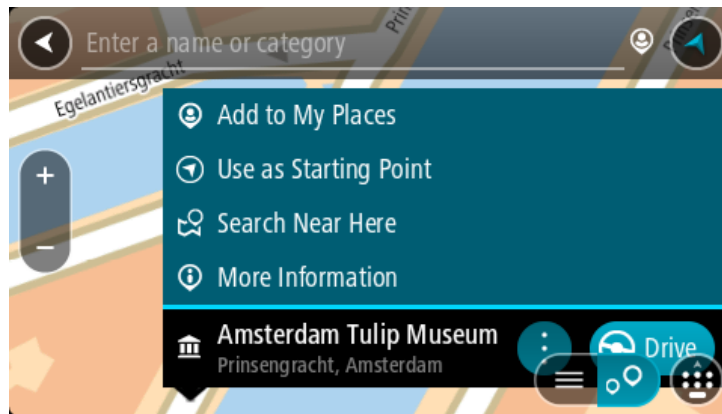 Enter a name or category
Prin
Egelantiersgracht
Add to My Places
Use as Starting Point
Search Near Here
More Information
Amsterdam Tulip Museum
Prinsengracht, Amsterdam
Drive